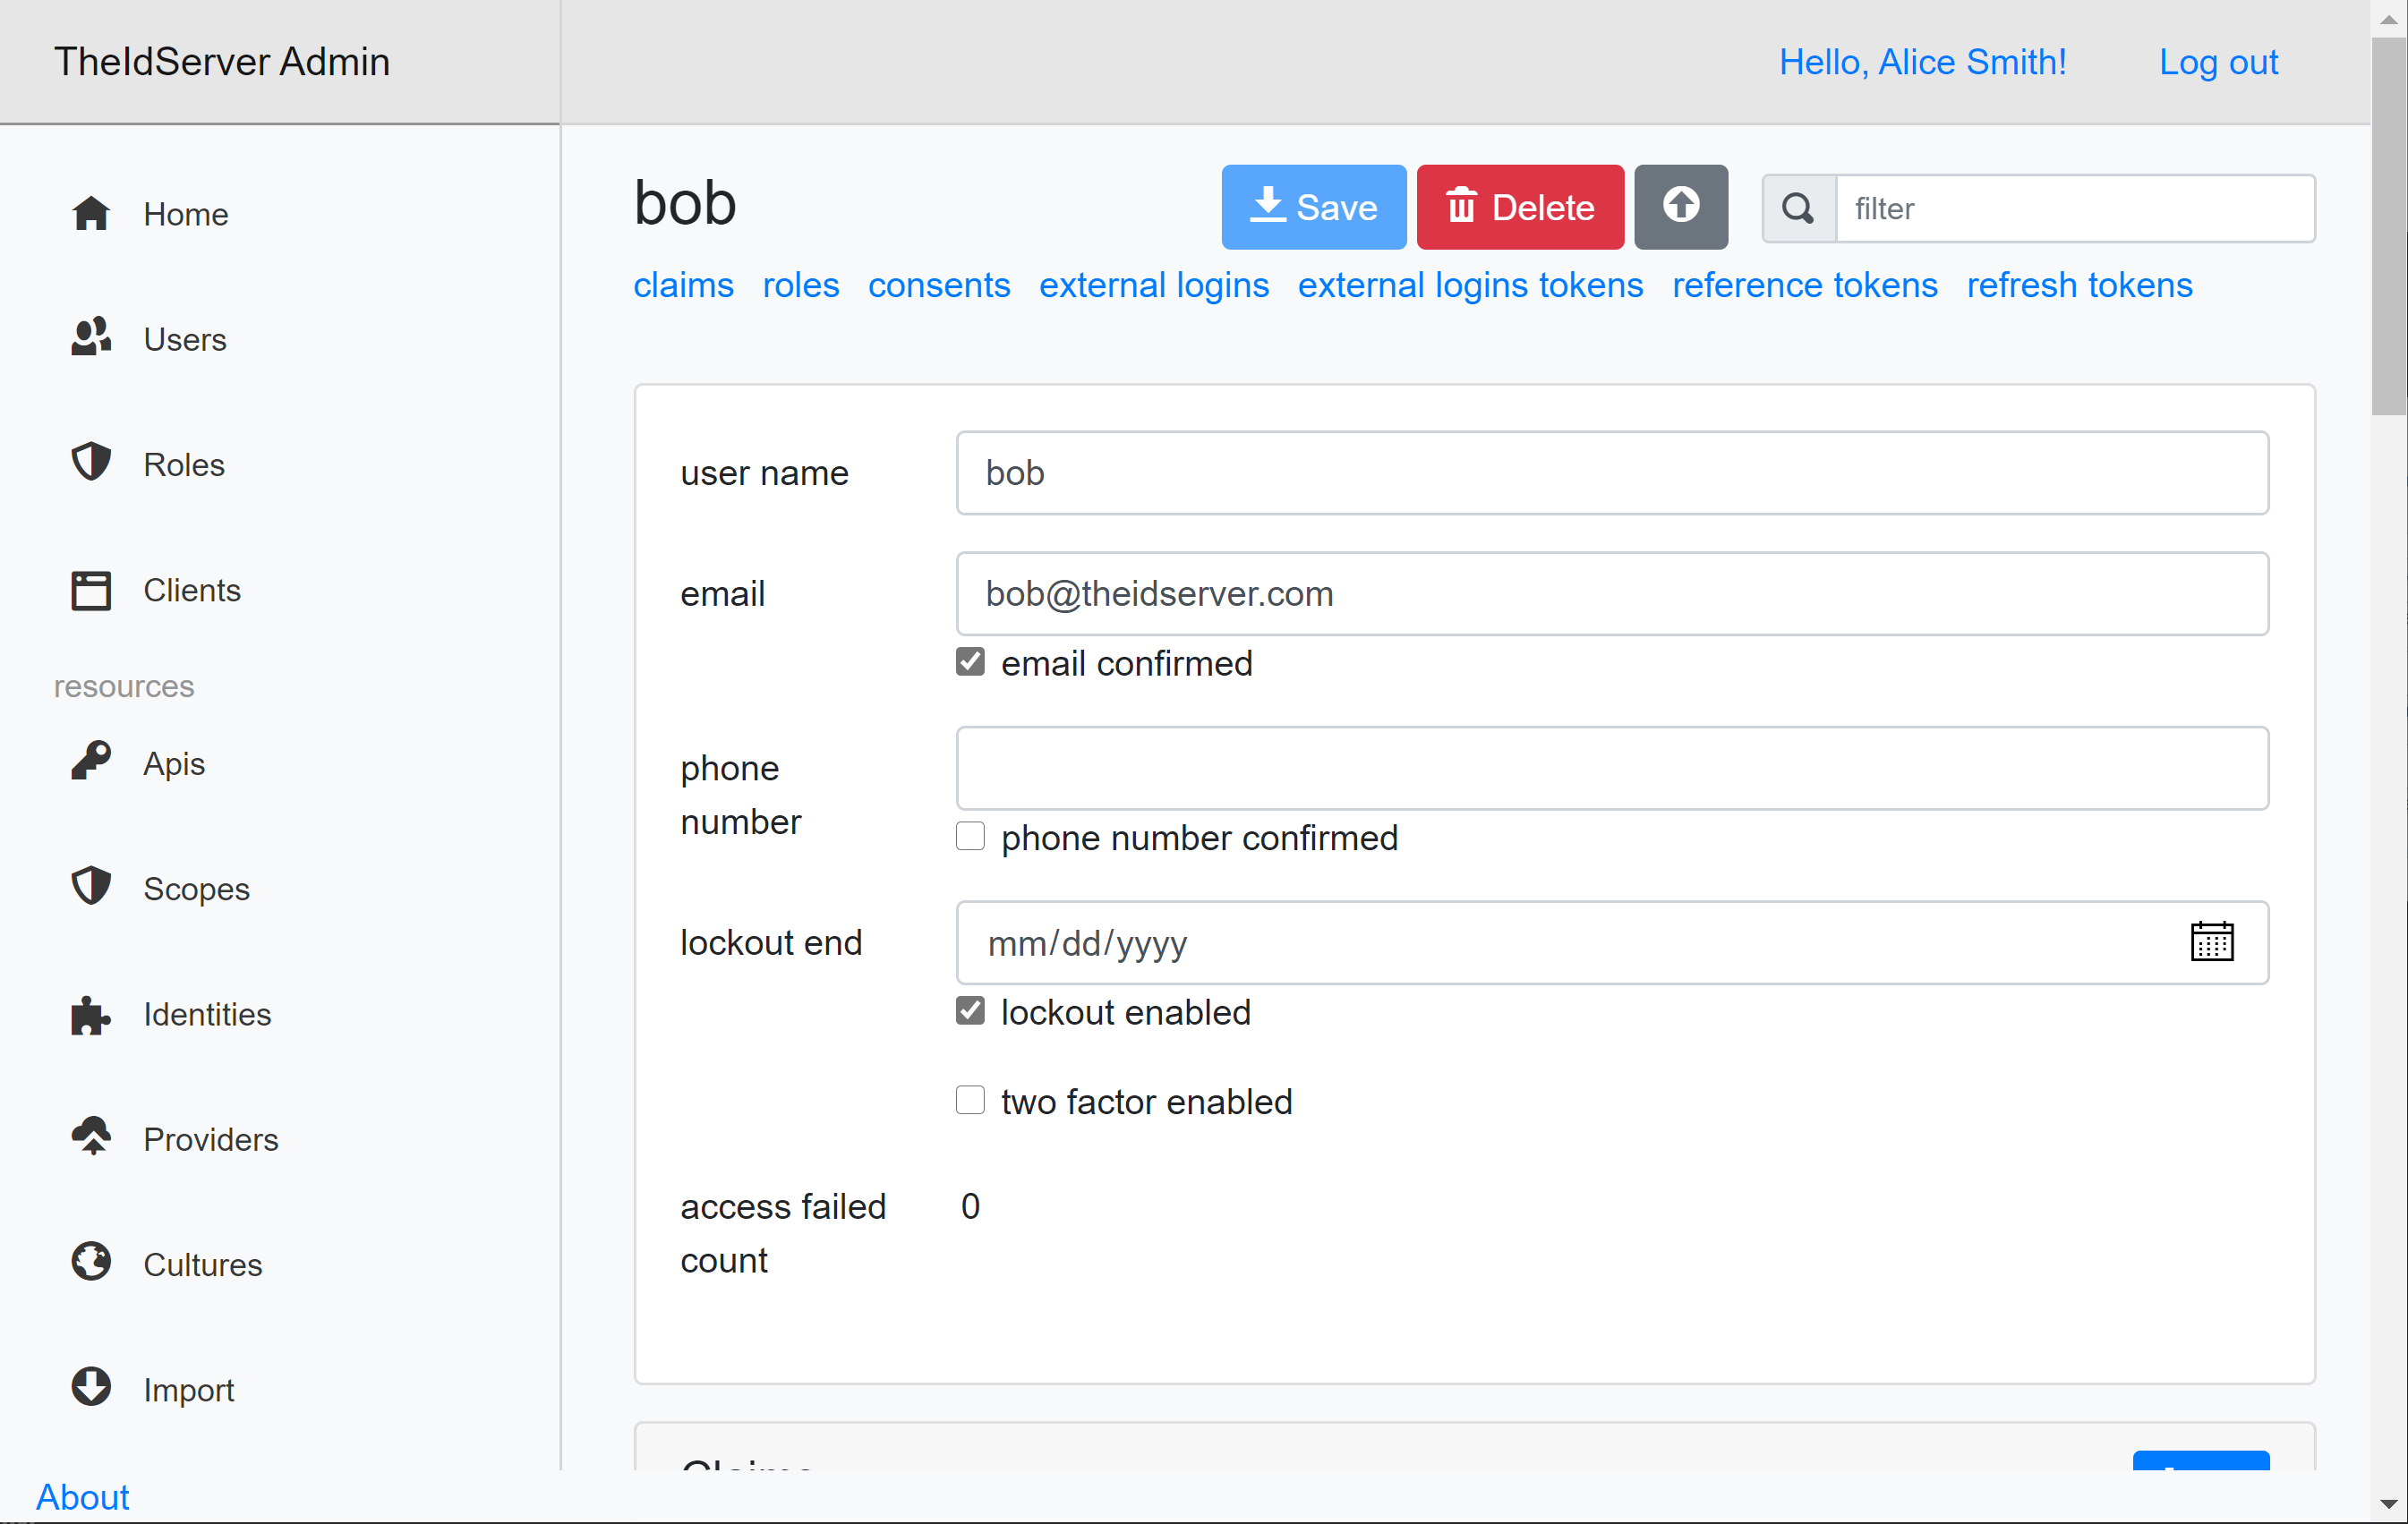 TheIdServer Admin
Hello, Alice Smith! Log out
Home
Users
Roles
Clients
resources
Apis
Scopes
Identities
Providers
Cultures
Import
About
bob
Save Delete filter
claims roles consents external logins external logins tokens reference tokens refresh tokens
user name bob
email bob@theidserver.com
email confirmed
phone
number
phone number confirmed
lockout end mm/dd/yyyy
lockout enabled
two factor enabled
access failed 0
count
Claims